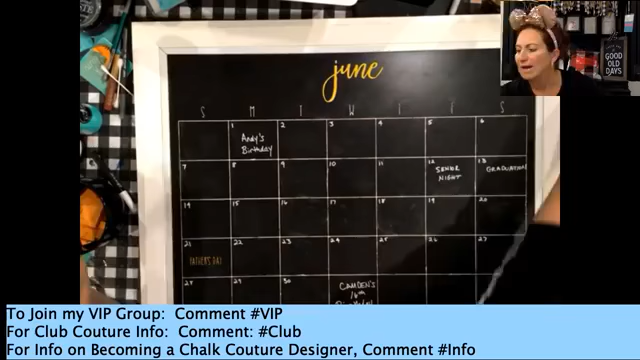 GOOD
OLD
DAYS
june
S M T W T F S
1 2 3 4 5 6
Andy's
Birthday
7 8 9 10 11 12 13
SENIOR
NIGHT
GRADUATION
14 15 16 17 18 19 20
21 22 23 24 25 26 27
FATHER'S DAY
28 29 30
CAMDEN'S
To Join my VIP Group:  Comment #VIP
For Club Couture Info:  Comment: #Club
For Info on Becoming a Chalk Couture Designer, Comment #Info